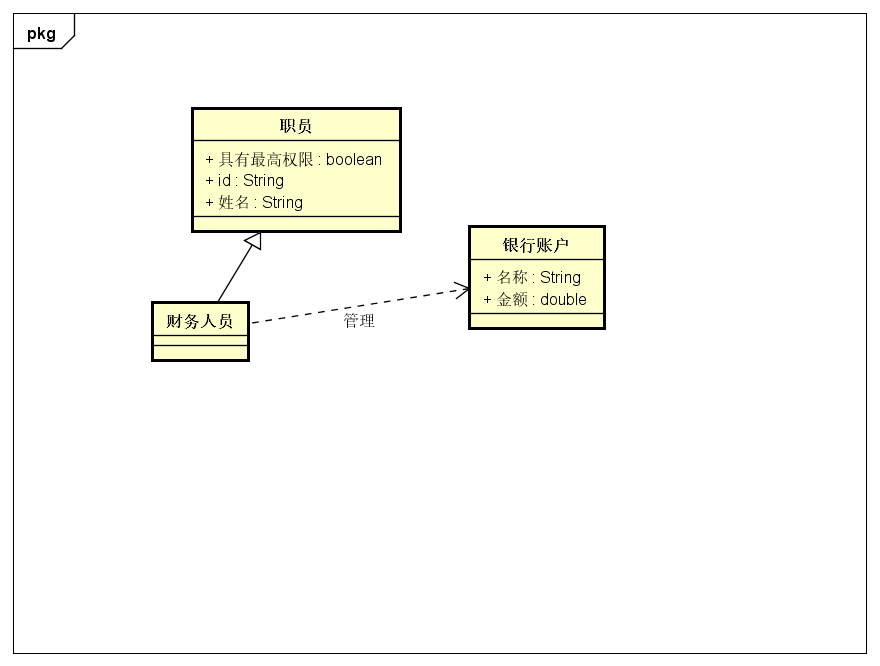 pkg
职员
+ 具有最高权限 : boolean
+ id : String
+ 姓名 : String
银行账户
+ 名称 : String
+ 金额 : double
财务人员
管理